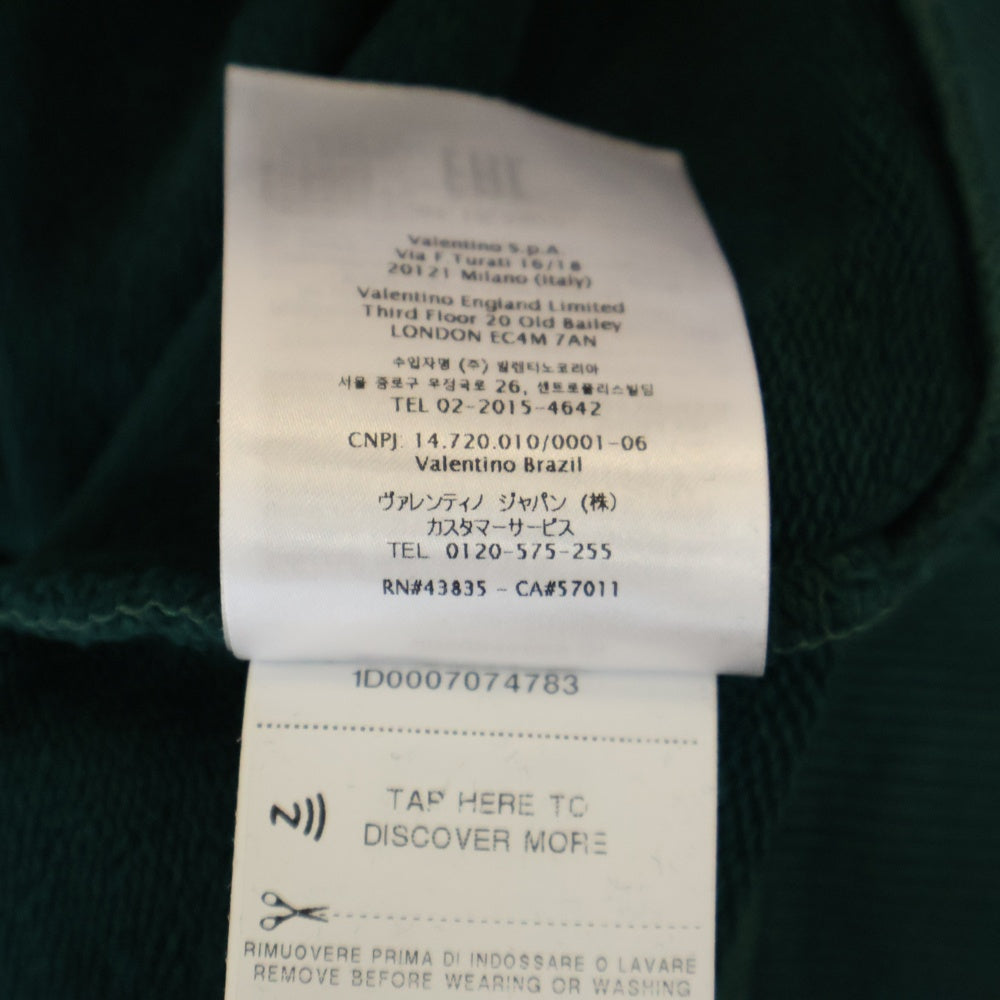 EAC
Valentino S.p.A.
Via F.Turati 16/18
20121 Milano (Italy)
Valentino England Limited
Third Floor 20 Old Bailey
LONDON EC4M 7AN
수입자명 (주) 발렌티노코리아
서울 종로구 우정국로 26, 센트로폴리스빌딩
TEL 02-2015-4642
CNPJ: 14.720.010/0001-06
Valentino Brazil
ヴァレンティノ ジャパン (株)
カスタマーサービス
TEL 0120-575-255
RN#43835 - CA#57011
1D0007074783
TAP HERE TO
DISCOVER MORE
RIMUOVERE PRIMA DI INDOSSARE O LAVARE
REMOVE BEFORE WEARING OR WASHING